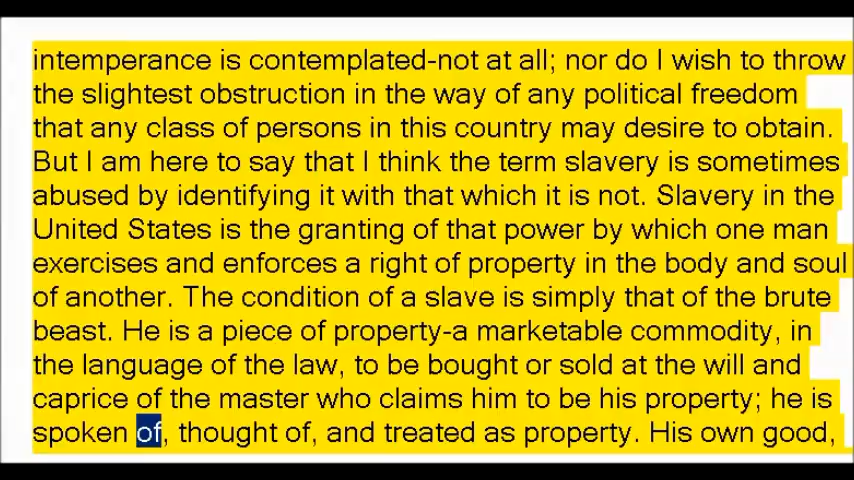 intemperance is contemplated-not at all; nor do I wish to throw
the slightest obstruction in the way of any political freedom
that any class of persons in this country may desire to obtain.
But I am here to say that I think the term slavery is sometimes
abused by identifying it with that which it is not. Slavery in the
United States is the granting of that power by which one man
exercises and enforces a right of property in the body and soul
of another. The condition of a slave is simply that of the brute
beast. He is a piece of property-a marketable commodity, in
the language of the law, to be bought or sold at the will and
caprice of the master who claims him to be his property; he is
spoken of, thought of, and treated as property. His own good,